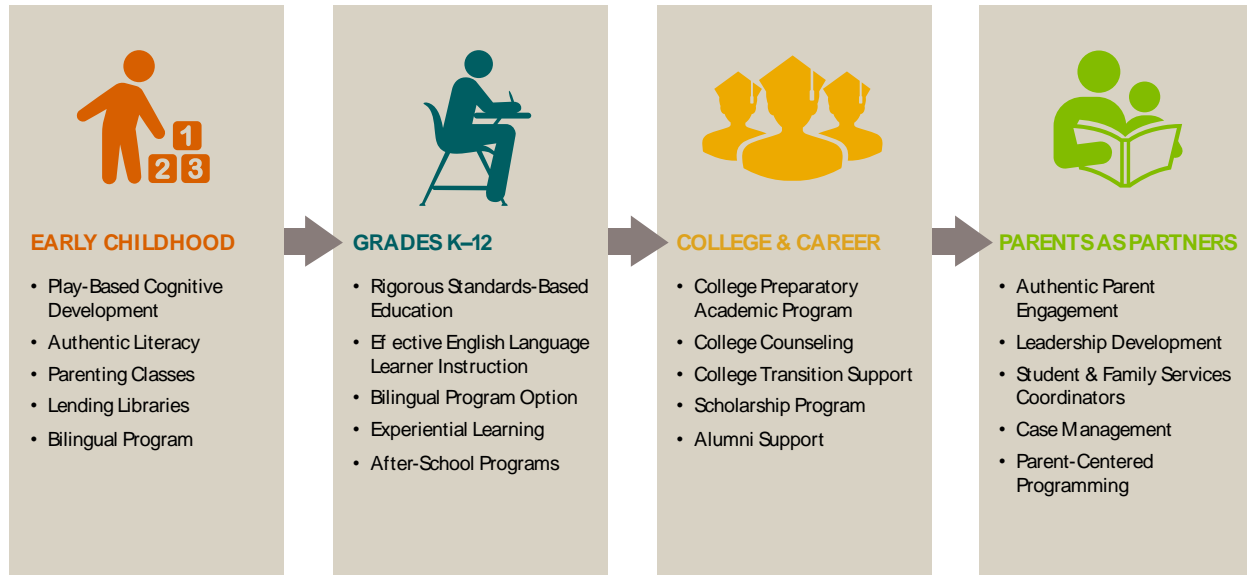 1
2 3
EARLY CHILDHOOD
• Play-Based Cognitive
Development
• Authentic Literacy
• Parenting Classes
• Lending Libraries
• Bilingual Program
GRADES K–12
• Rigorous Standards-Based
Education
• Ef ective English Language
Learner Instruction
• Bilingual Program Option
• Experiential Learning
• After-School Programs
COLLEGE & CAREER
• College Preparatory
Academic Program
• College Counseling
• College Transition Support
• Scholarship Program
• Alumni Support
PARENTS AS PARTNERS
• Authentic Parent
Engagement
• Leadership Development
• Student & Family Services
Coordinators
• Case Management
• Parent-Centered
Programming